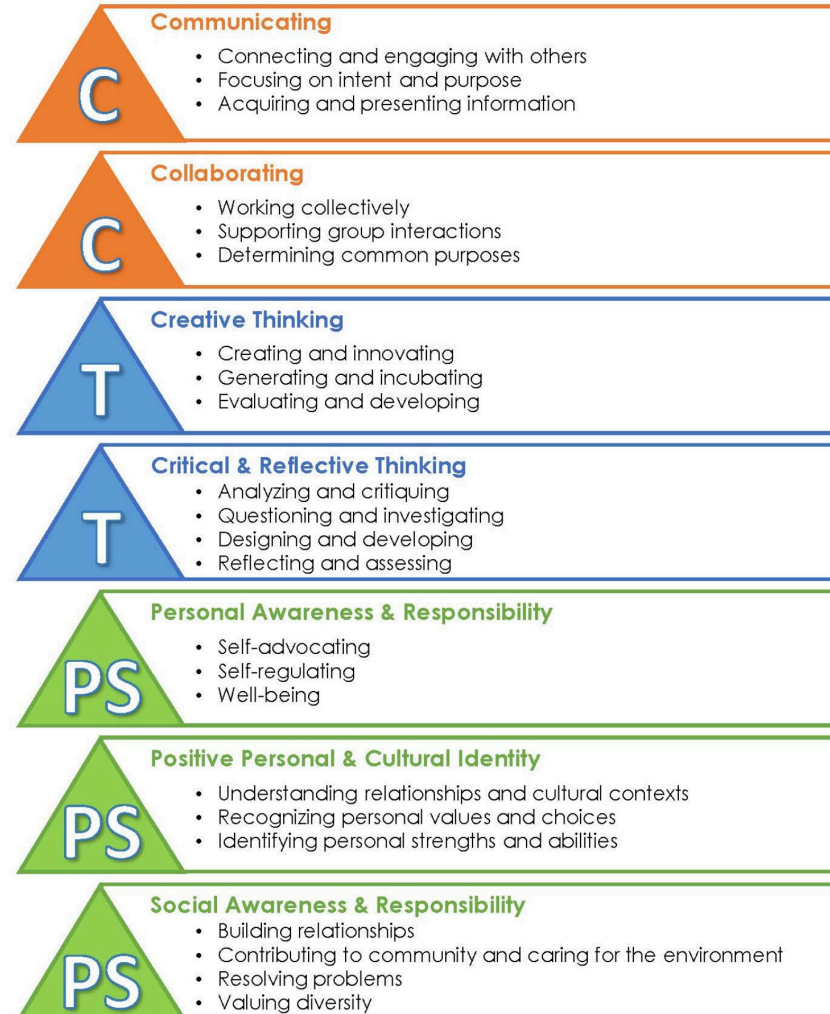 Communicating
C
• Connecting and engaging with others
• Focusing on intent and purpose
• Acquiring and presenting information
Collaborating
C
• Working collectively
• Supporting group interactions
• Determining common purposes
Creative Thinking
T
• Creating and innovating
• Generating and incubating
• Evaluating and developing
Critical & Reflective Thinking
T
• Analyzing and critiquing
• Questioning and investigating
• Designing and developing
• Reflecting and assessing
Personal Awareness & Responsibility
PS
• Self-advocating
• Self-regulating
• Well-being
Positive Personal & Cultural Identity
PS
• Understanding relationships and cultural contexts
• Recognizing personal values and choices
• Identifying personal strengths and abilities
Social Awareness & Responsibility
PS
• Building relationships
• Contributing to community and caring for the environment
• Resolving problems
• Valuing diversity